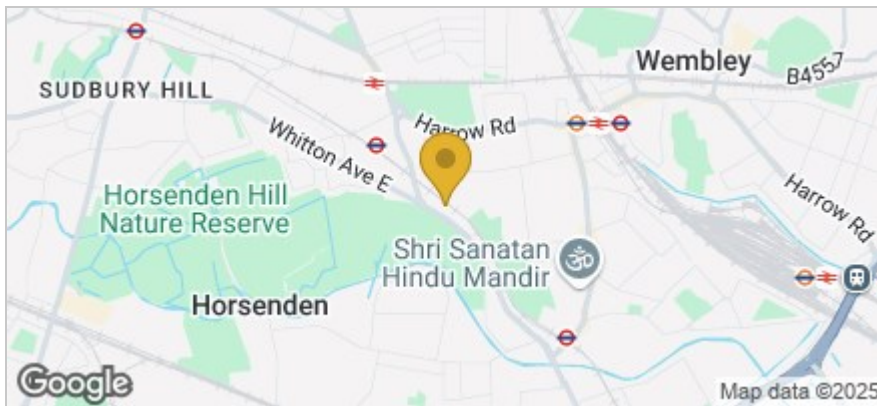 Wembley
B4557
SUDBURY HILL
Harrow Rd
Whitton Ave E
Horsenden Hill
Nature Reserve
Harrow Rd
Shri Sanatan
Hindu Mandir
Horsenden
Google
Map data ©2025